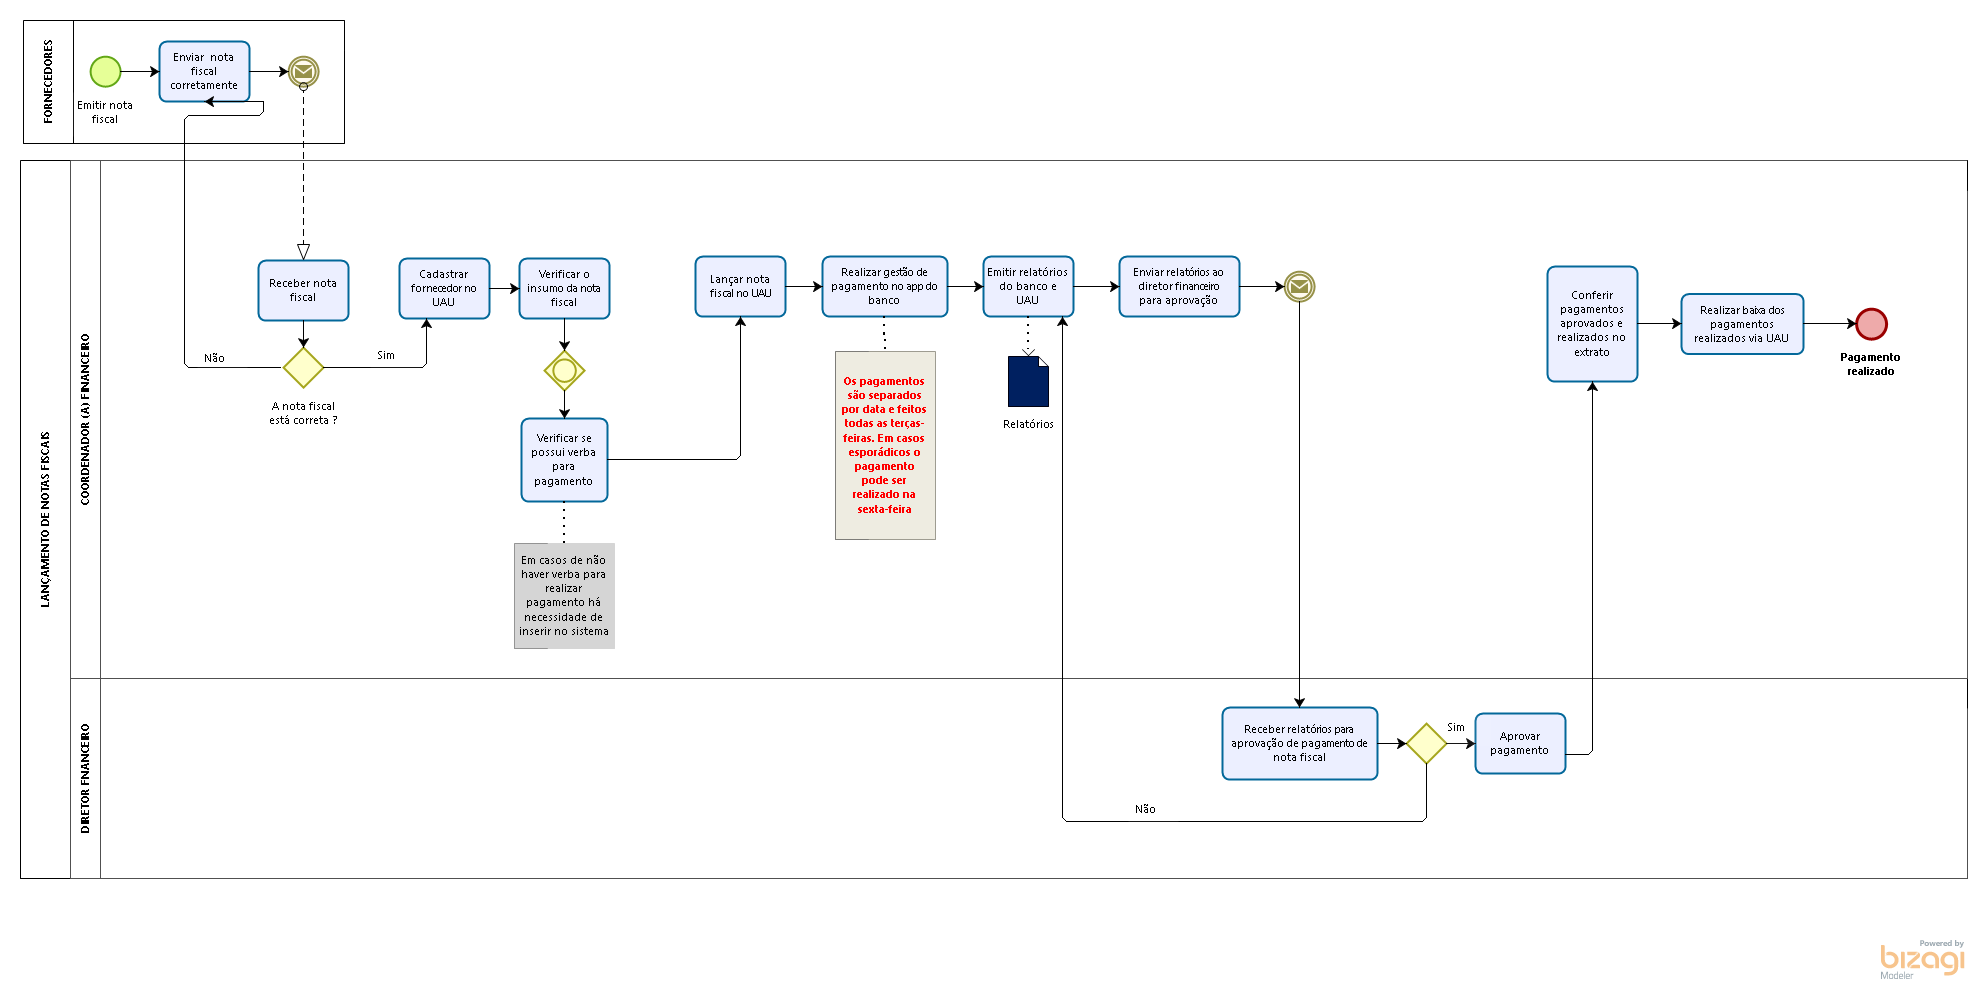 FORNECEDORES
Emitir nota
fiscal
Enviar nota
fiscal
corretamente
LANÇAMENTO DE NOTAS FISCAIS
COORDENADOR (A) FINANCEIRO
Receber nota
fiscal
Não
Sim
A nota fiscal
está correta ?
Cadastrar
fornecedor no
UAU
Verificar o
insumo da nota
fiscal
Verificar se
possui verba
para
pagamento
Em casos de não
haver verba para
realizar
pagamento há
necessidade de
inserir no sistema
Lançar nota
fiscal no UAU
Realizar gestão de
pagamento no app do
banco
Os pagamentos
são separados
por data e feitos
todas as terças-
feiras. Em casos
esporádicos o
pagamento
pode ser
realizado na
sexta-feira
Emitir relatórios
do banco e
UAU
Relatórios
Enviar relatórios ao
diretor financeiro
para aprovação
Conferir
pagamentos
aprovados e
realizados no
extrato
Realizar baixa dos
pagamentos
realizados via UAU
Pagamento
realizado
DIRETOR FNANCEIRO
Receber relatórios para
aprovação de pagamento de
nota fiscal
Sim
Não
Aprovar
pagamento
Powered by
bizagi
Modeler